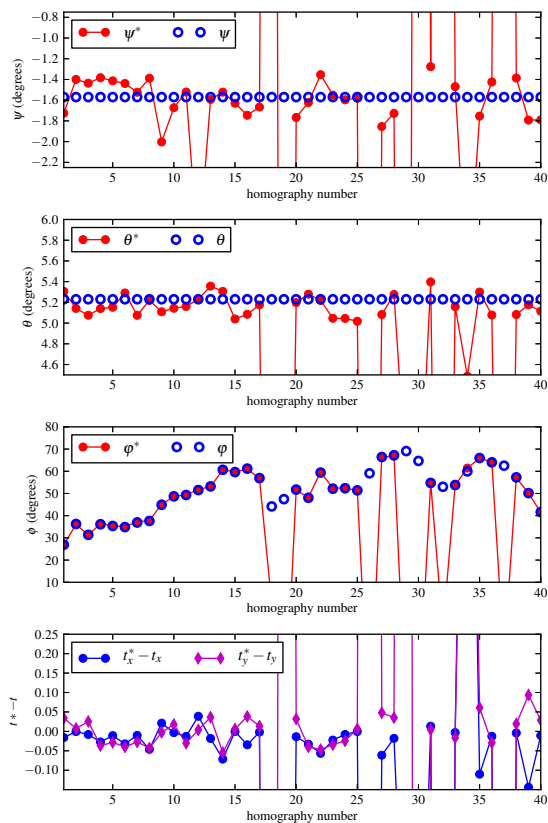 −0.8
−1.0
−1.2
−1.4
−1.6
−1.8
−2.0
−2.2
ψ (degrees)
ψ* ψ
5 10 15 20 25 30 35 40
homography number
6.0
5.8
5.6
5.4
5.2
5.0
4.8
4.6
θ (degrees)
θ* θ
5 10 15 20 25 30 35 40
homography number
80
70
60
50
40
30
20
10
ϕ (degrees)
φ* φ
5 10 15 20 25 30 35 40
homography number
0.25
0.20
0.15
0.10
0.05
0.00
−0.05
−0.10
t * −t
t*x − tx t*y − ty
5 10 15 20 25 30 35 40
homography number